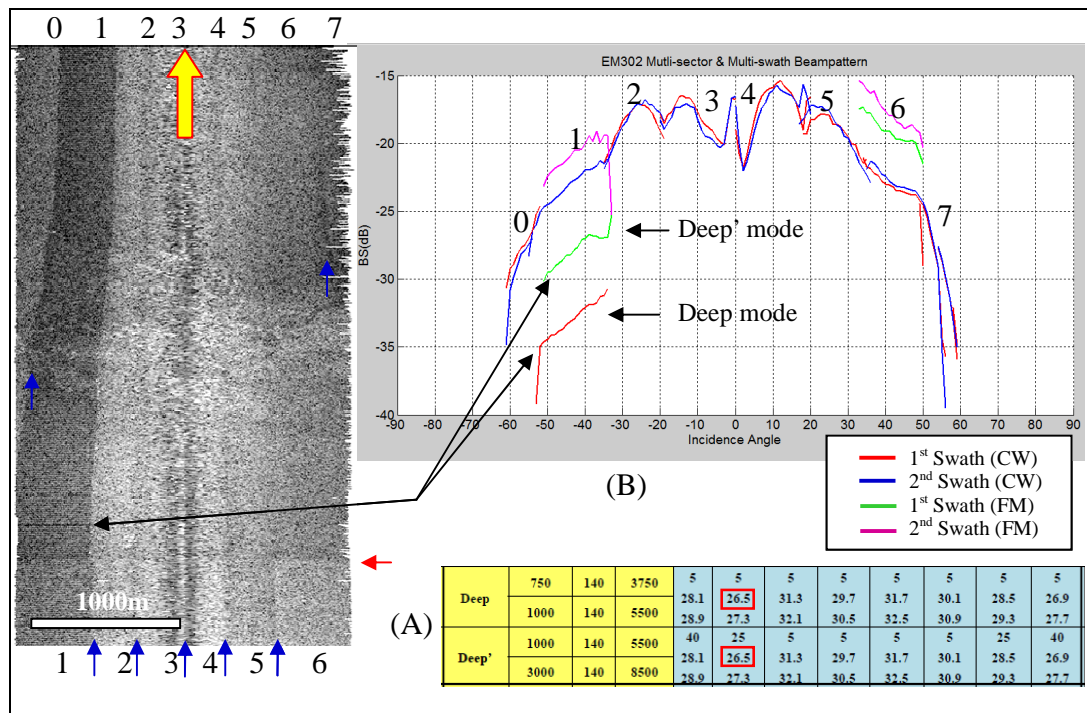 0 1 2 3 4 5 6 7
EM302 Mutli-sector & Multi-swath Beampattern
-15
-20
-25
-30
-35
-40
BS(dB)
0
1
2
3
4
5
6
7
Deep’ mode
Deep mode
-90 -80 -70 -60 -50 -40 -30 -20 -10 0 10 20 30 40 50 60 70 80 90
Incidence Angle
(B)
1st Swath (CW)
2nd Swath (CW)
1st Swath (FM)
2nd Swath (FM)
1000m
1 2 3 4 5 6
(A)
Deep 750 140 3750 5 5 5 5 5 5 5 5
28.1 26.5 31.3 29.7 31.7 30.1 28.5 26.9
1000 140 5500 28.9 27.3 32.1 30.5 32.5 30.9 29.3 27.7
Deep’ 1000 140 5500 40 25 5 5 5 5 25 40
28.1 26.5 31.3 29.7 31.7 30.1 28.5 26.9
3000 140 8500 28.9 27.3 32.1 30.5 32.5 30.9 29.3 27.7